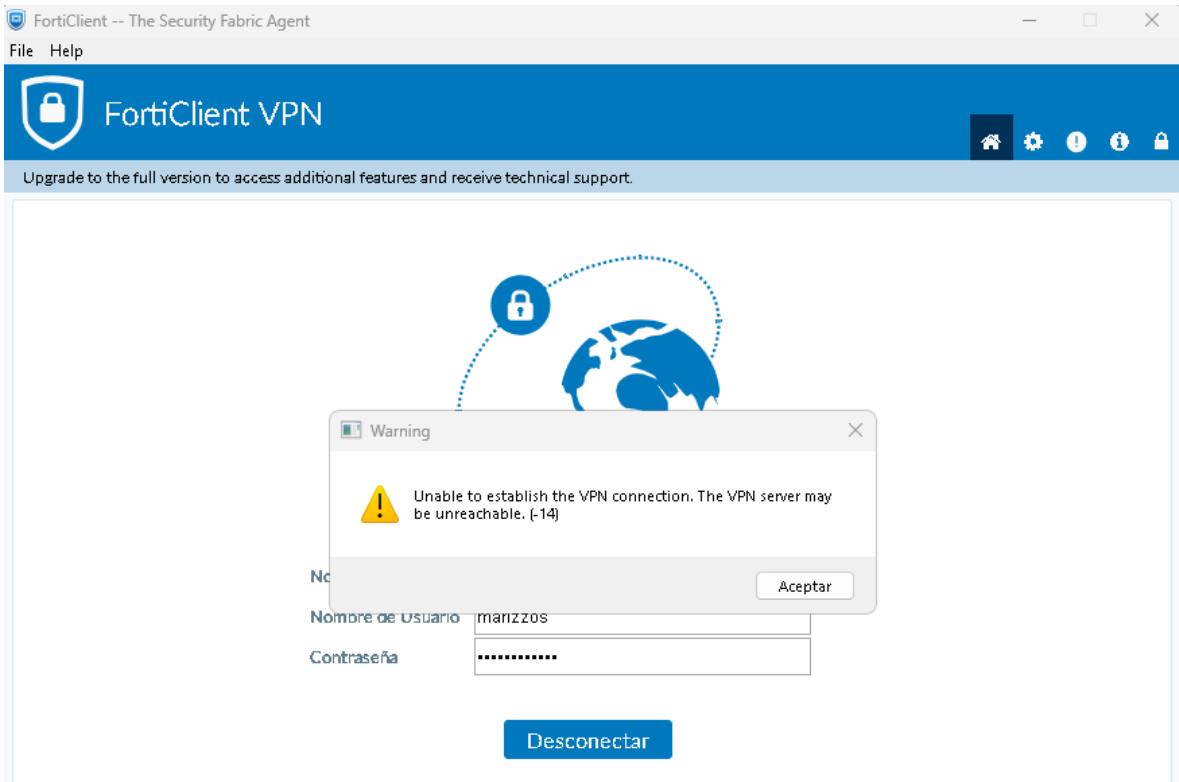 FortiClient -- The Security Fabric Agent
File Help
FortiClient VPN
Upgrade to the full version to access additional features and receive technical support.
Warning
Unable to establish the VPN connection. The VPN server may
be unreachable. (-14)
Aceptar
Nombre de Usuario marizzos
Contraseña ••••••••••••
Desconectar